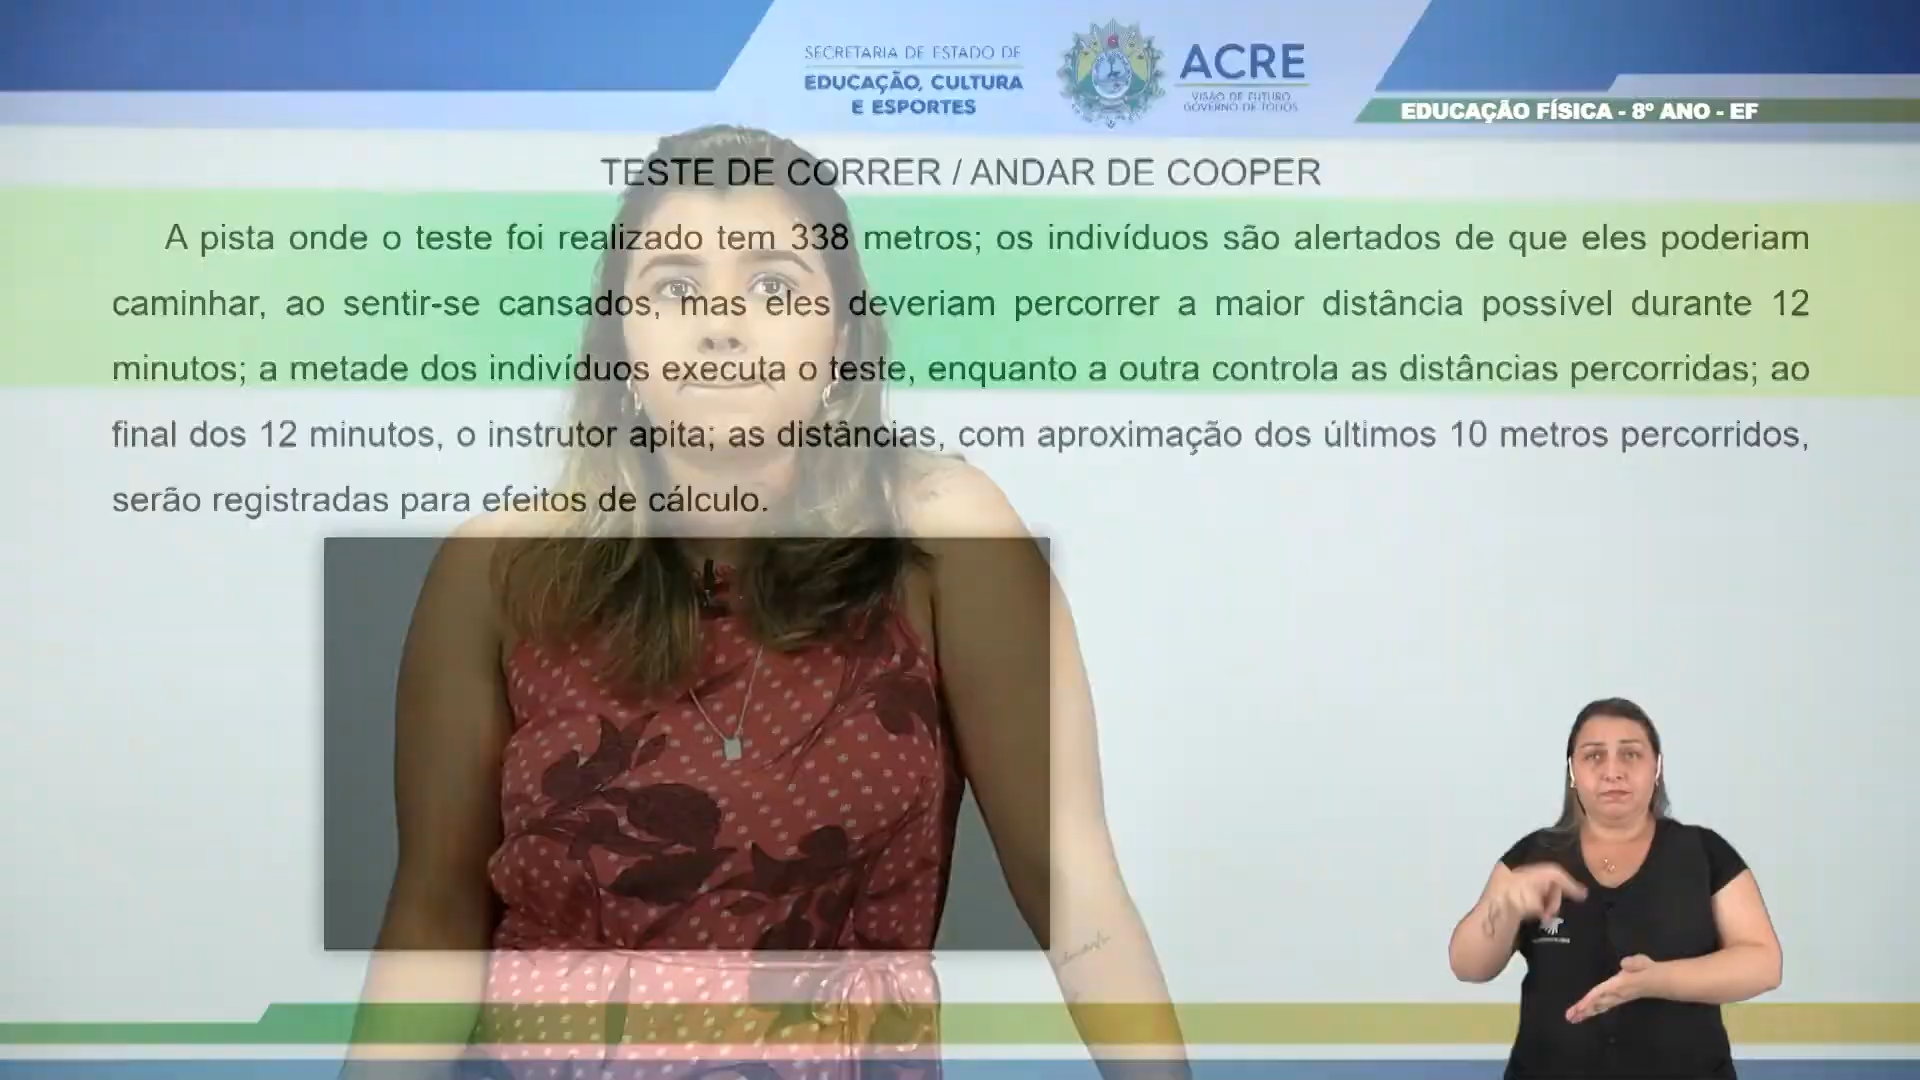 SECRETARIA DE ESTADO DE
EDUCAÇÃO, CULTURA
E ESPORTES
ACRE
VISÃO DE FUTURO
GOVERNO DE TODOS
EDUCAÇÃO FÍSICA - 8º ANO - EF
TESTE DE CORRER / ANDAR DE COOPER
A pista onde o teste foi realizado tem 338 metros; os indivíduos são alertados de que eles poderiam
caminhar, ao sentir-se cansados, mas eles deveriam percorrer a maior distância possível durante 12
minutos; a metade dos indivíduos executa o teste, enquanto a outra controla as distâncias percorridas; ao
final dos 12 minutos, o instrutor apita; as distâncias, com aproximação dos últimos 10 metros percorridos,
serão registradas para efeitos de cálculo.